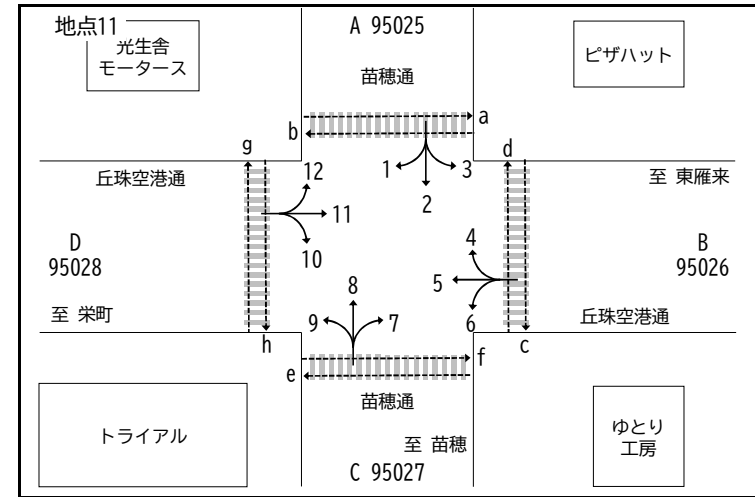 地点11
光生舎
モータース
A 95025
苗穂通
ピザハット
b
a
g
d
丘珠空港通
12
1
3
2
至 東雁来
11
D
95028
10
4
5
B
95026
8
至 栄町
9
7
6
丘珠空港通
h
c
e
f
苗穂通
トライアル
至 苗穂
C 95027
ゆとり
工房